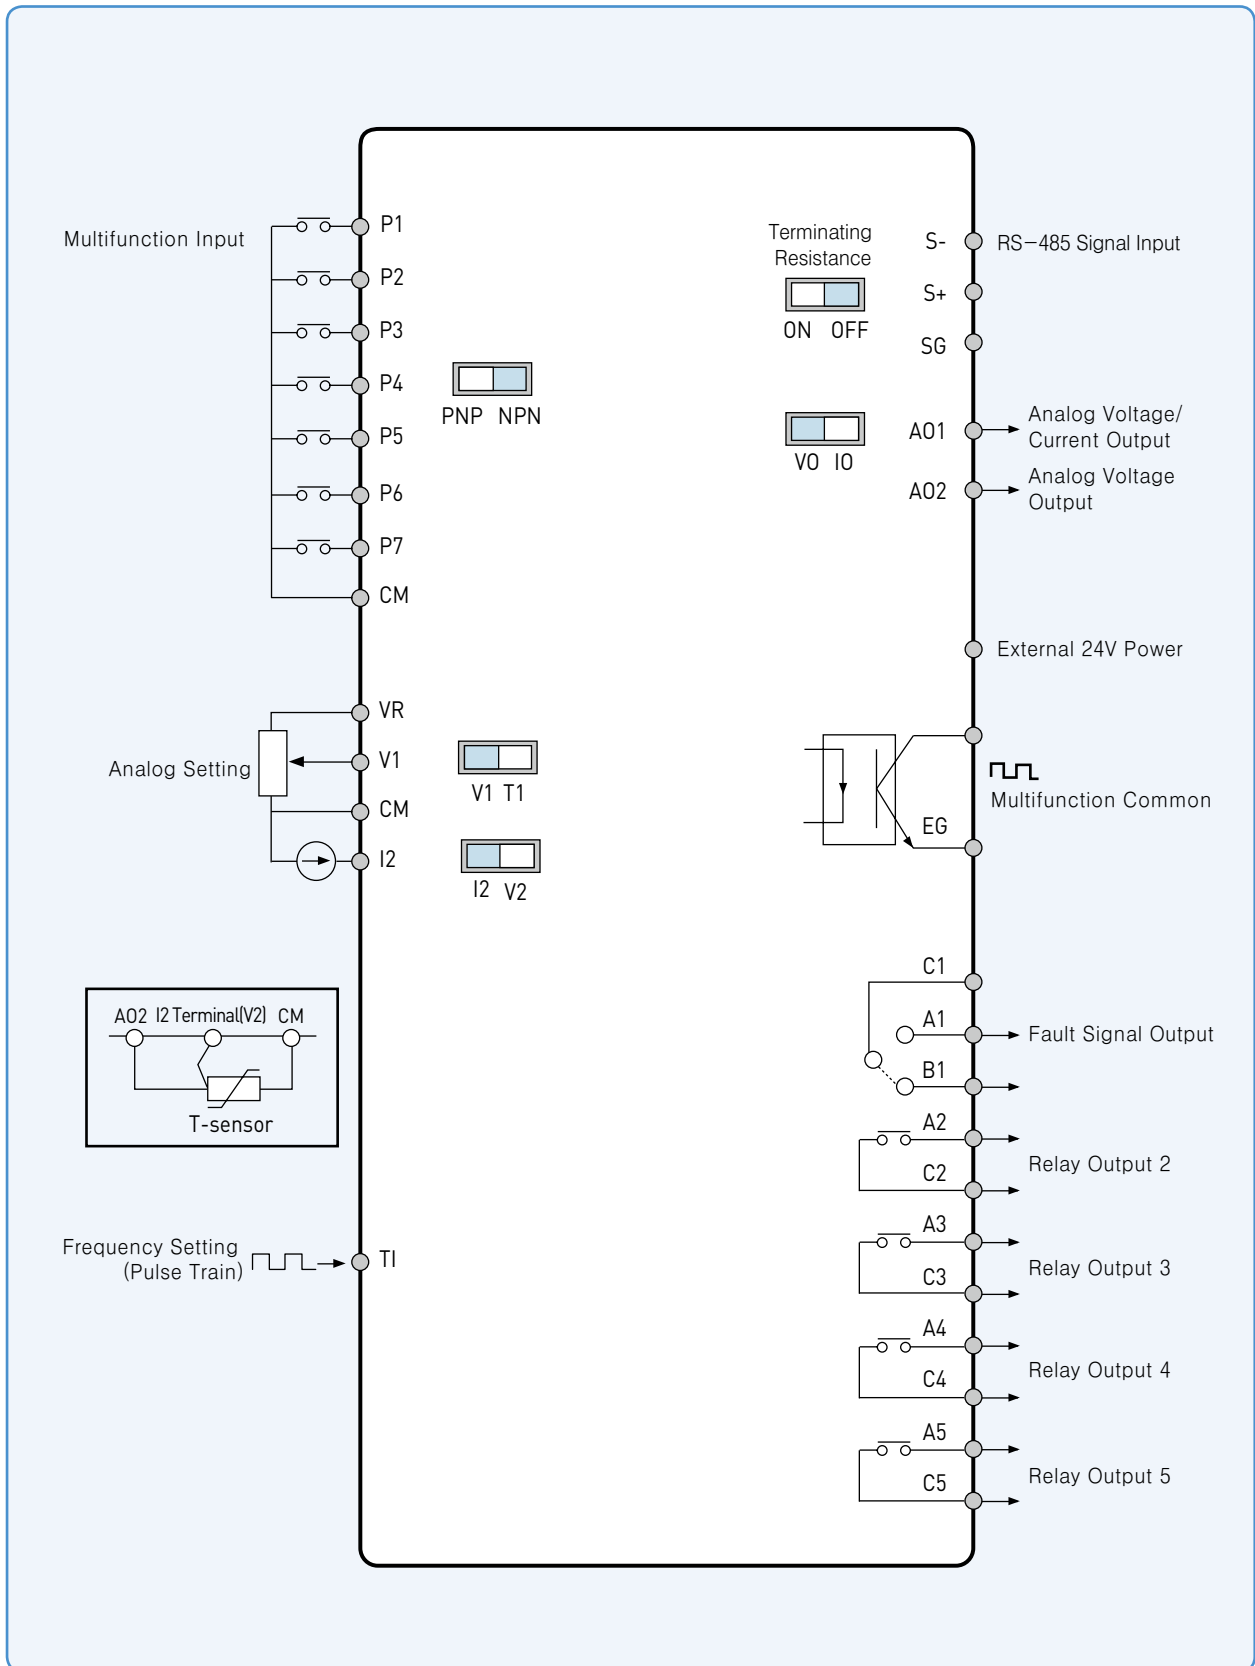 Multifunction Input
P1
P2
P3
P4
P5
P6
P7
CM
PNP NPN
Terminating
Resistance
ON OFF
S-
RS-485 Signal Input
S+
SG
VO IO
AO1
Analog Voltage/
Current Output
AO2
Analog Voltage
Output
External 24V Power
Analog Setting
VR
V1
CM
I2
V1 T1
I2 V2
Multifunction Common
EG
AO2 I2 Terminal(V2) CM
T-sensor
Frequency Setting
(Pulse Train)
TI
C1
A1
Fault Signal Output
B1
A2
Relay Output 2
C2
A3
Relay Output 3
C3
A4
Relay Output 4
C4
A5
Relay Output 5
C5